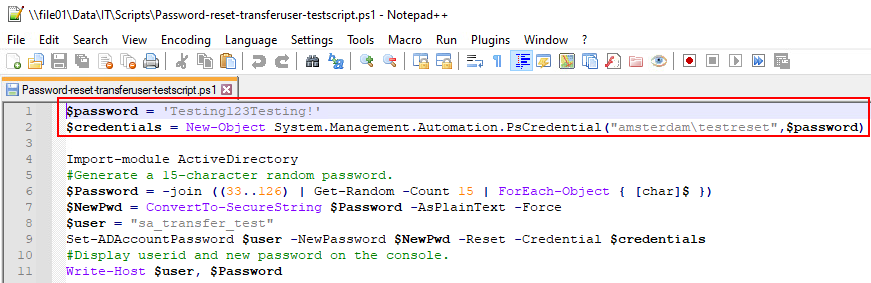 \\file01\Data\IT\Scripts\Password-reset-transferuser-testscript.ps1 - Notepad++
File Edit Search View Encoding Language Settings Tools Macro Run Plugins Window ?
Password-reset-transferuser-testscript.ps1
1 $password = 'Testing123Testing!'
2 $credentials = New-Object System.Management.Automation.PsCredential("amsterdam\testreset",$password)
3
4 Import-module ActiveDirectory
5 #Generate a 15-character random password.
6 $Password = -join ((33..126) | Get-Random -Count 15 | ForEach-Object { [char]$ })
7 $NewPwd = ConvertTo-SecureString $Password -AsPlainText -Force
8 $user = "sa_transfer_test"
9 Set-ADAccountPassword $user -NewPassword $NewPwd -Reset -Credential $credentials
10 #Display userid and new password on the console.
11 Write-Host $user, $Password